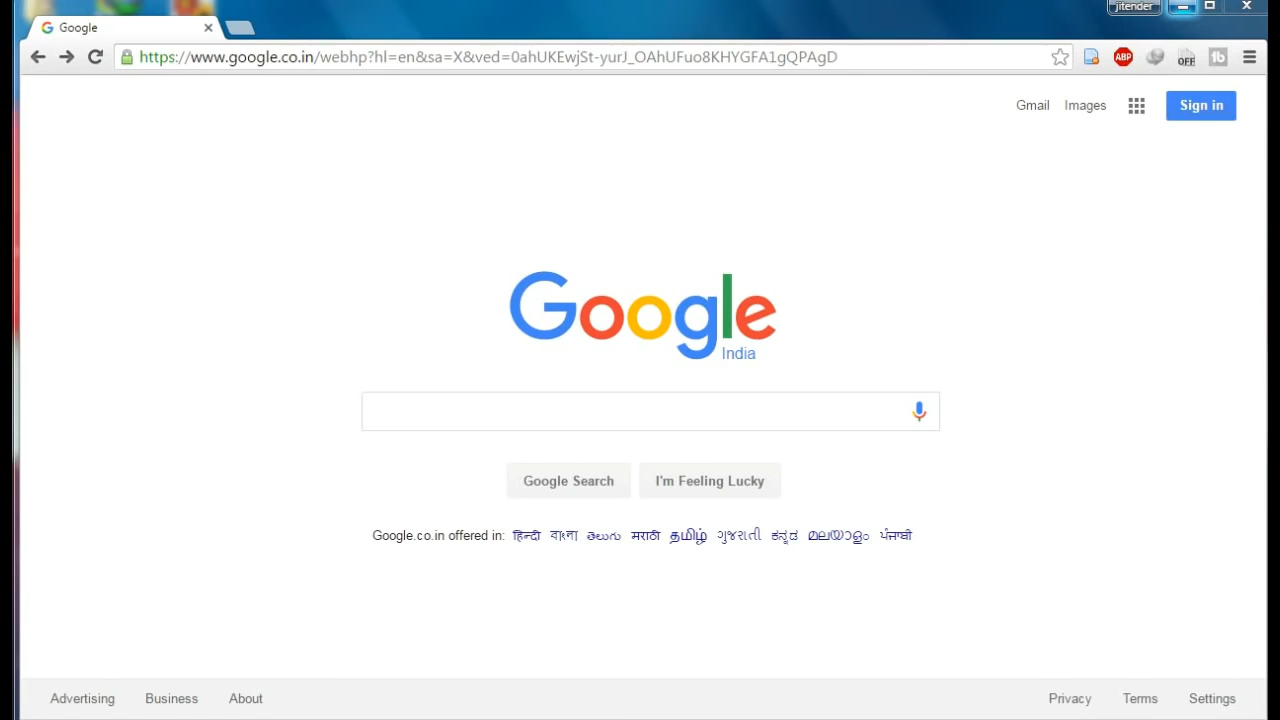 jitender
Google
https://www.google.co.in/webhp?hl=en&sa=X&ved=0ahUKEwjSt-yurJ_OAhUFuo8KHYGFA1gQPAgD
ABP
OFF
Gmail Images
Sign in
Google
India
Google Search I'm Feeling Lucky
Google.co.in offered in: हिन्दी বাংলা తెలుగు मराठी தமிழ் ગુજરાતી ಕನ್ನಡ മലയാളം ਪੰਜਾਬੀ
Advertising Business About Privacy Terms Settings